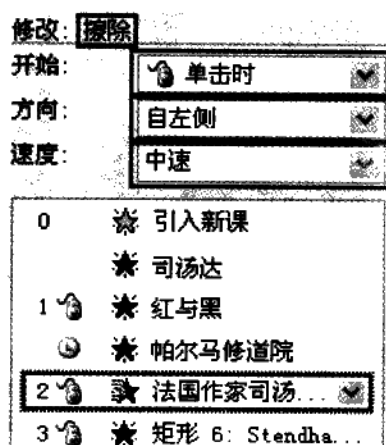 修改: 擦除
开始: 单击时
方向: 自左侧
速度: 中速
0 引入新课
司汤达
1 红与黑
帕尔马修道院
2 法国作家司汤...
3 矩形 6: Stendha...